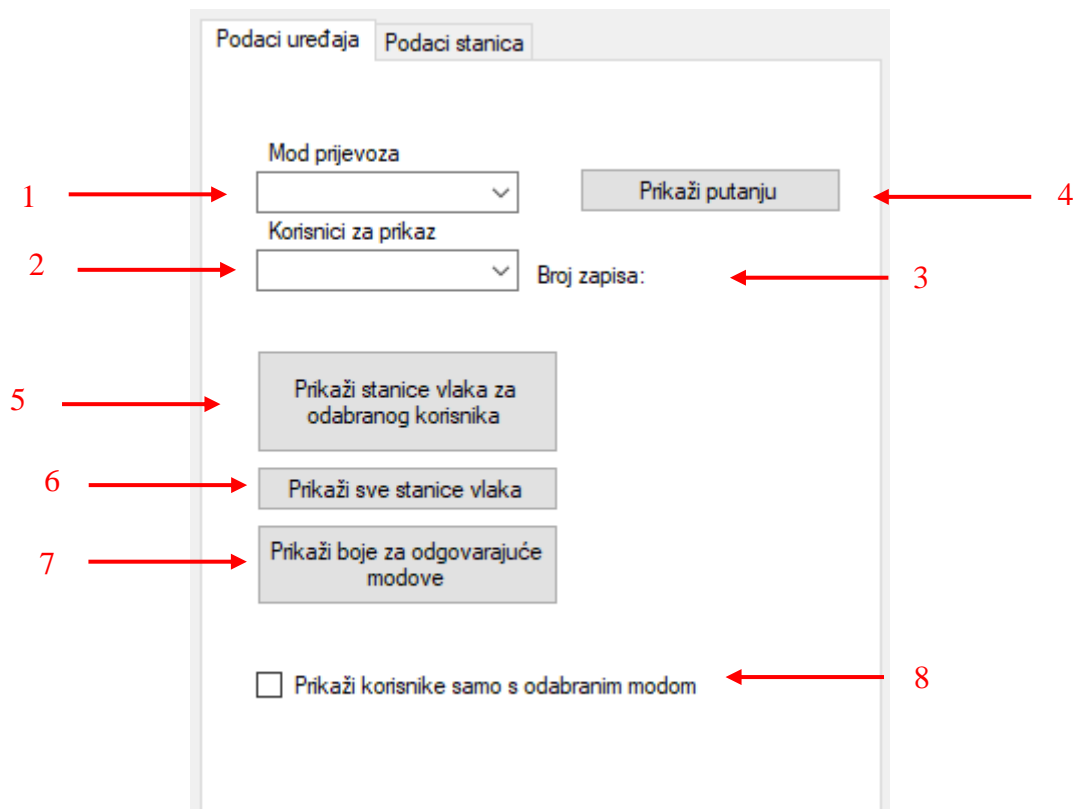 Podaci uređaja
Podaci stanica
Mod prijevoza
1
Prikaži putanju
4
Korisnici za prikaz
2
Broj zapisa:
3
5
Prikaži stanice vlaka za
odabranog korisnika
6
Prikaži sve stanice vlaka
7
Prikaži boje za odgovarajuće
modove
Prikaži korisnike samo s odabranim modom
8